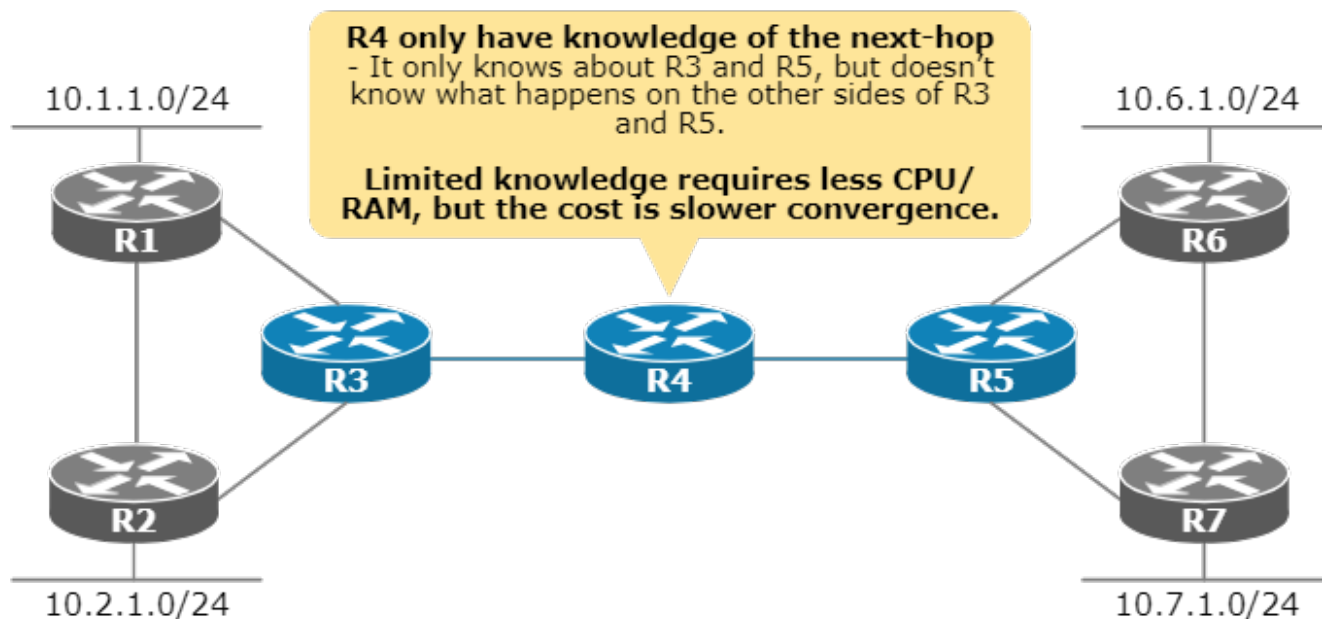 R4 only have knowledge of the next-hop
- It only knows about R3 and R5, but doesn't
know what happens on the other sides of R3
and R5.
Limited knowledge requires less CPU/
RAM, but the cost is slower convergence.
10.1.1.0/24
10.6.1.0/24
R1
R6
R3
R4
R5
R2
R7
10.2.1.0/24
10.7.1.0/24